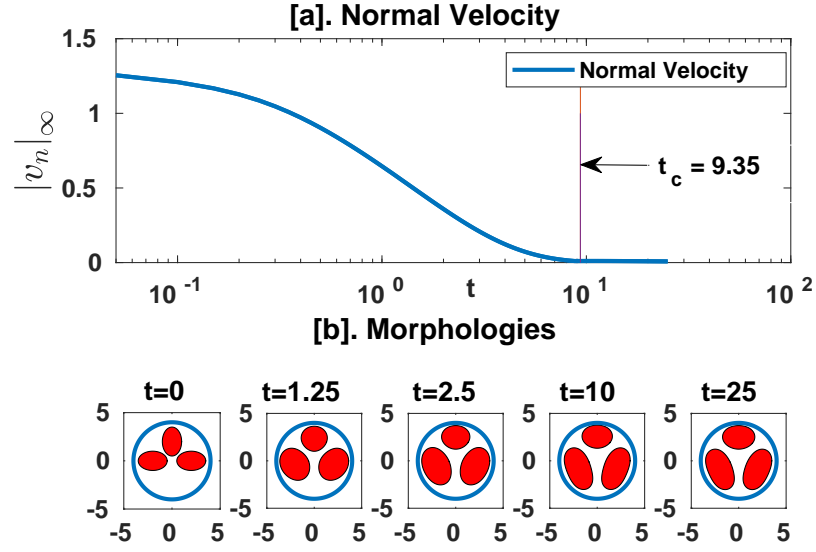 [a]. Normal Velocity
1.5
1
0.5
0
|v_n|_∞
Normal Velocity
t_c = 9.35
10^-1 10^0 t 10^1 10^2
[b]. Morphologies
t=0 t=1.25 t=2.5 t=10 t=25
5 5 5 5 5
0 0 0 0 0
-5 -5 -5 -5 -5
-5 0 5 -5 0 5 -5 0 5 -5 0 5 -5 0 5